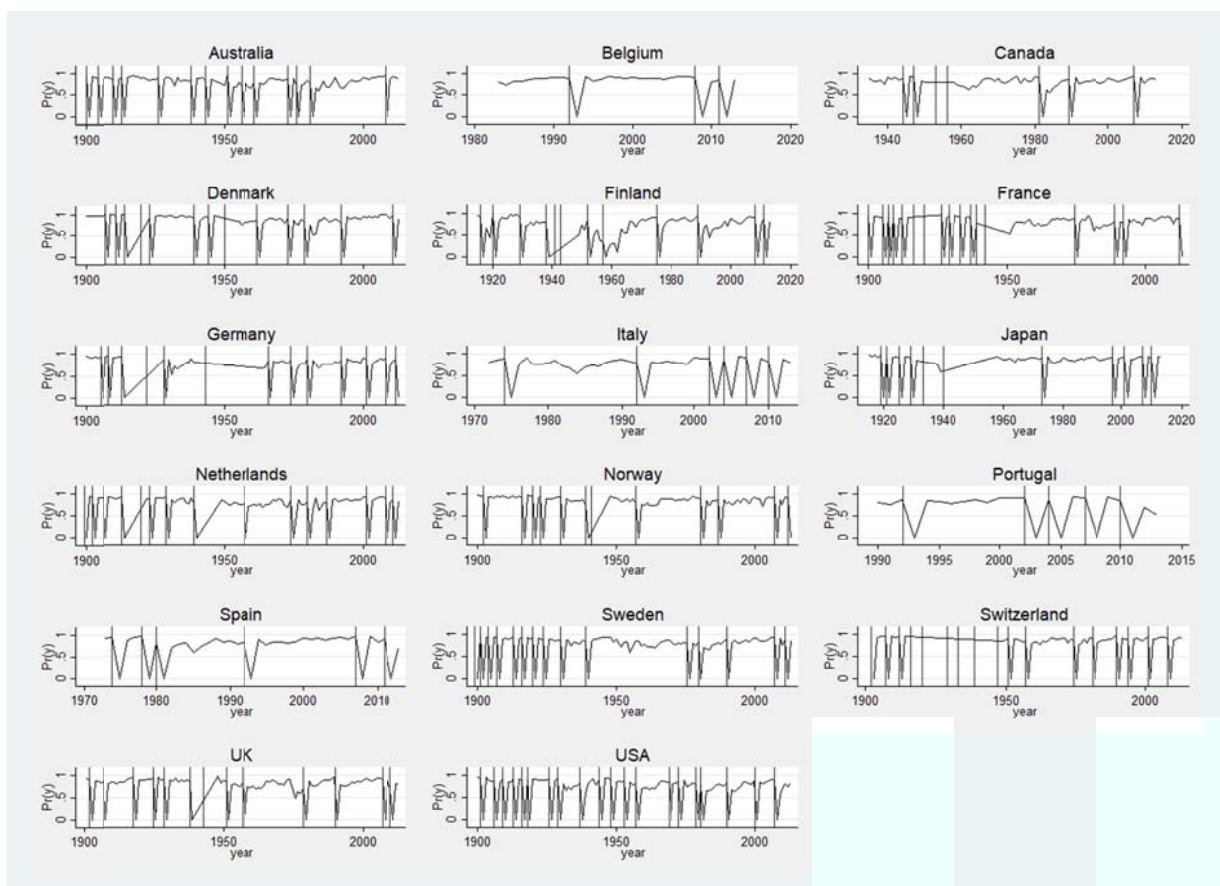 Australia
Pr(y)
0 .5 1
1900 1950 2000
year
Belgium
Pr(y)
0 .5 1
1980 1990 2000 2010 2020
year
Canada
Pr(y)
0 .5 1
1940 1960 1980 2000 2020
year
Denmark
Pr(y)
0 .5 1
1900 1950 2000
year
Finland
Pr(y)
0 .5 1
1920 1940 1960 1980 2000 2020
year
France
Pr(y)
0 .5 1
1900 1950 2000
year
Germany
Pr(y)
0 .5 1
1900 1950 2000
year
Italy
Pr(y)
0 .5 1
1970 1980 1990 2000 2010
year
Japan
Pr(y)
0 .5 1
1920 1940 1960 1980 2000 2020
year
Netherlands
Pr(y)
0 .5 1
1900 1950 2000
year
Norway
Pr(y)
0 .5 1
1900 1950 2000
year
Portugal
Pr(y)
0 .5 1
1990 1995 2000 2005 2010 2015
year
Spain
Pr(y)
0 .5 1
1970 1980 1990 2000 2010
year
Sweden
Pr(y)
0 .5 1
1900 1950 2000
year
Switzerland
Pr(y)
0 .5 1
1900 1950 2000
year
UK
Pr(y)
0 .5 1
1900 1950 2000
year
USA
Pr(y)
0 .5 1
1900 1950 2000
year